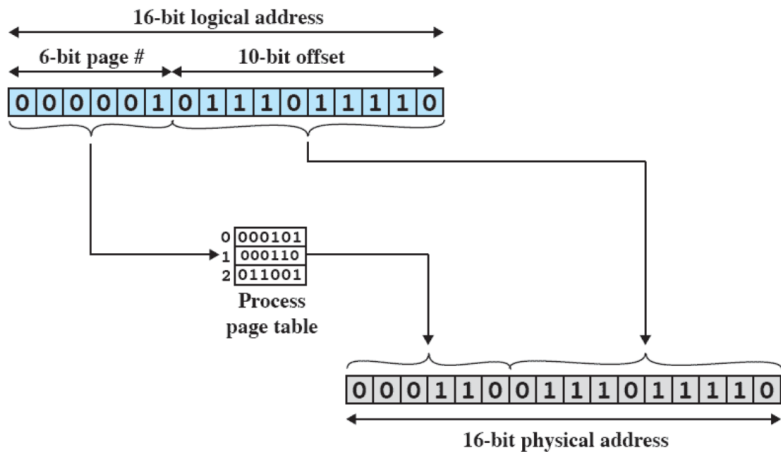 16-bit logical address
6-bit page # 10-bit offset
0 0 0 0 0 1 0 1 1 1 0 1 1 1 1 0
0 000101
1 000110
2 011001
Process
page table
0 0 0 1 1 0 0 1 1 1 0 1 1 1 1 0
16-bit physical address